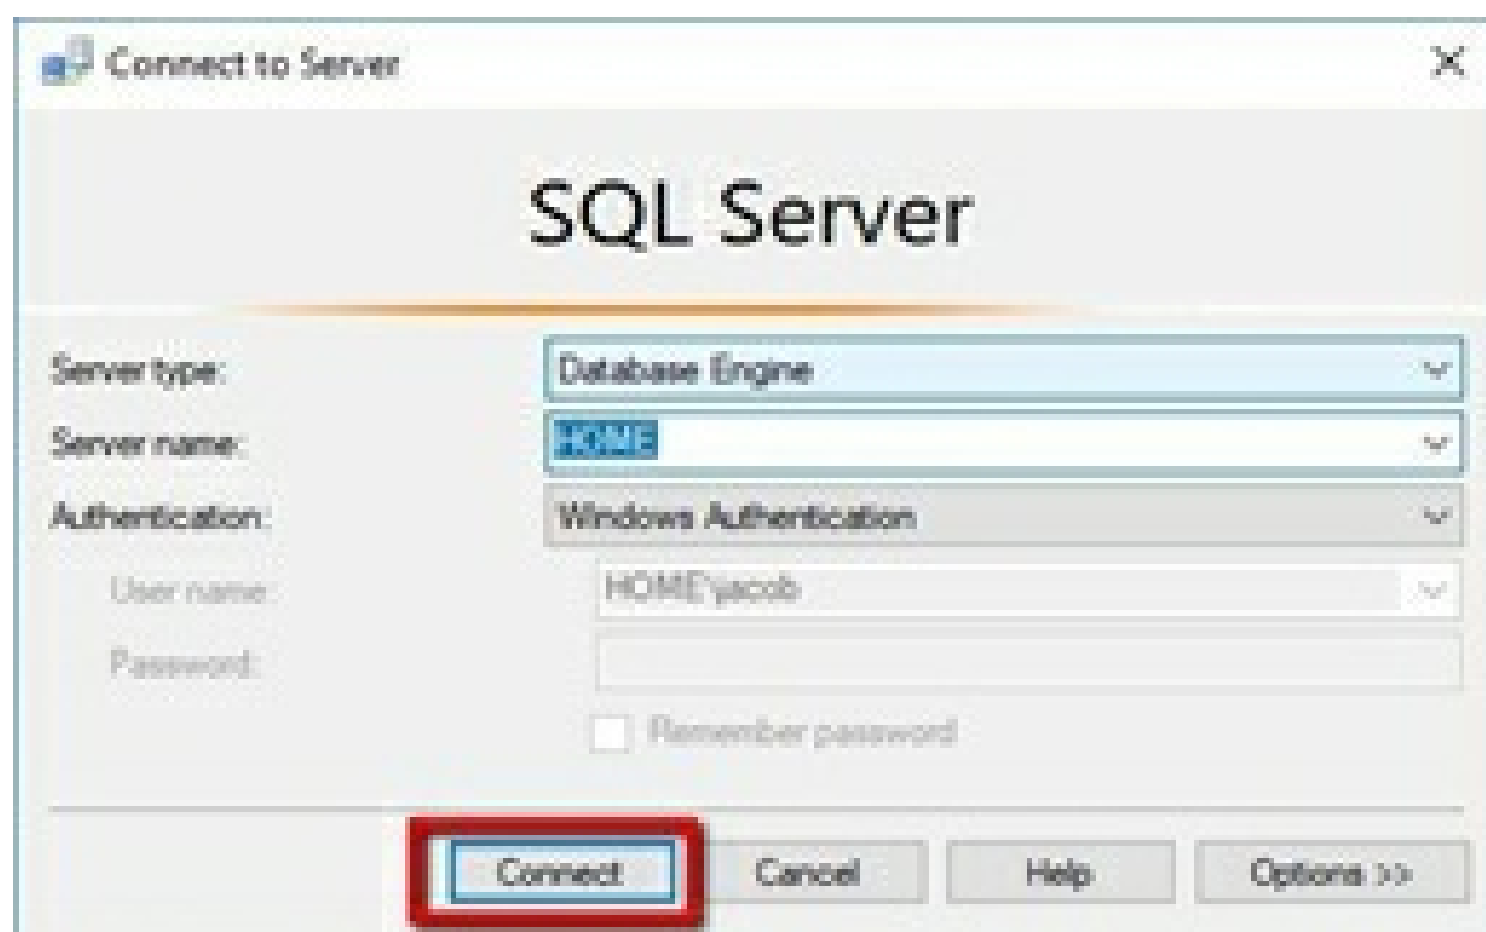 Connect to Server
SQL Server
Server type: Database Engine
Server name: HOME
Authentication: Windows Authentication
User name: HOME\jacob
Password:
Remember password
Connect Cancel Help Options >>